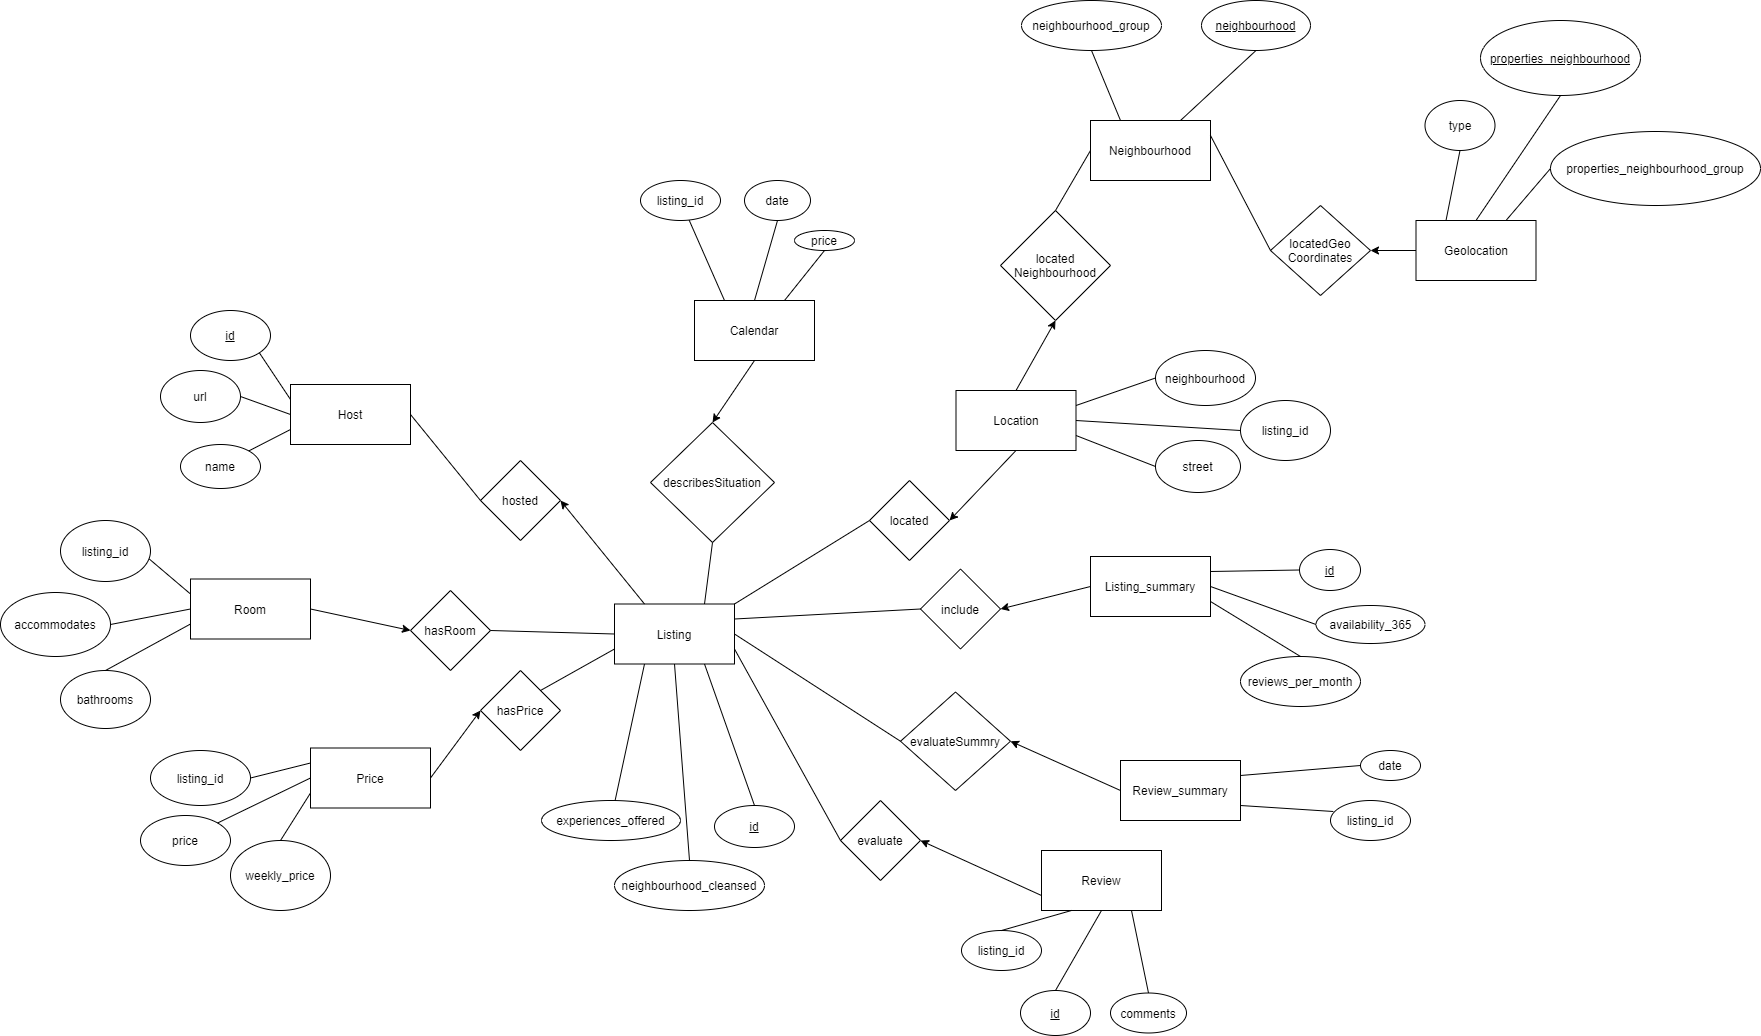 neighbourhood_group
neighbourhood
properties_neighbourhood
type
Neighbourhood
properties_neighbourhood_group
listing_id
date
price
locatedGeo
Coordinates
Geolocation
located
Neighbourhood
Calendar
id
url
Host
name
neighbourhood
Location
listing_id
street
describesSituation
hosted
located
listing_id
Room
accommodates
bathrooms
hasRoom
Listing
include
Listing_summary
id
availability_365
reviews_per_month
hasPrice
listing_id
Price
price
weekly_price
evaluateSummry
Review_summary
date
listing_id
experiences_offered
id
neighbourhood_cleansed
evaluate
Review
listing_id
id
comments